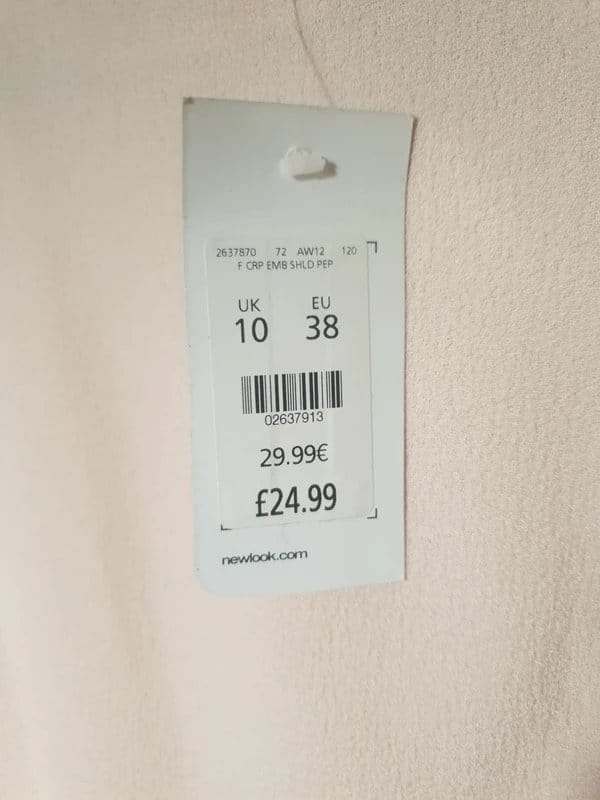 2637870 72 AW12 120
F CRP EMB SHLD PEP
UK EU
10 38
02637913
29.99€
£24.99
newlook.com